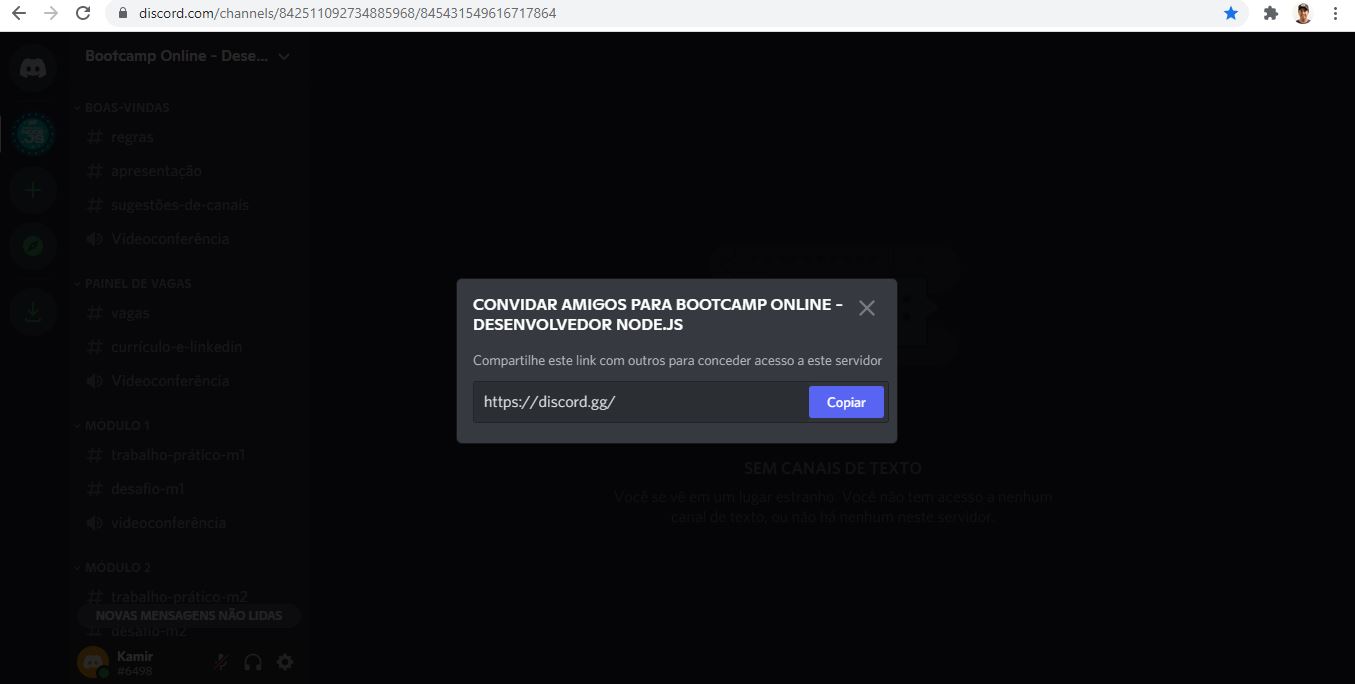 discord.com/channels/842511092734885968/845431549616717864
Bootcamp Online - Dese...
BOAS-VINDAS
# regras
# apresentação
# sugestões-de-canais
Videoconferência
PAINEL DE VAGAS
# vagas
# currículo-e-linkedin
Videoconferência
MÓDULO 1
# trabalho-prático-m1
# desafio-m1
videoconferência
MÓDULO 2
# trabalho-prático-m2
NOVAS MENSAGENS NÃO LIDAS
# desafio-m2
Kamir
#6498
CONVIDAR AMIGOS PARA BOOTCAMP ONLINE -
DESENVOLVEDOR NODE.JS
Compartilhe este link com outros para conceder acesso a este servidor
https://discord.gg/
Copiar
SEM CANAIS DE TEXTO
Você se vê em um lugar estranho. Você não tem acesso a nenhum
canal de texto, ou não há nenhum neste servidor.